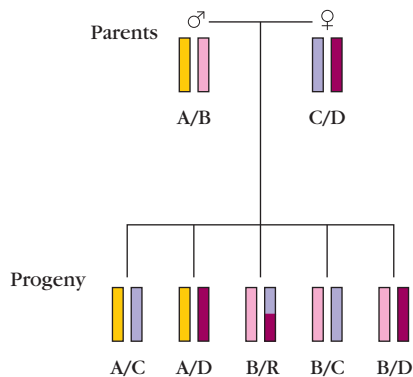 Parents ♂ ♀
A/B C/D
Progeny
A/C A/D B/R B/C B/D